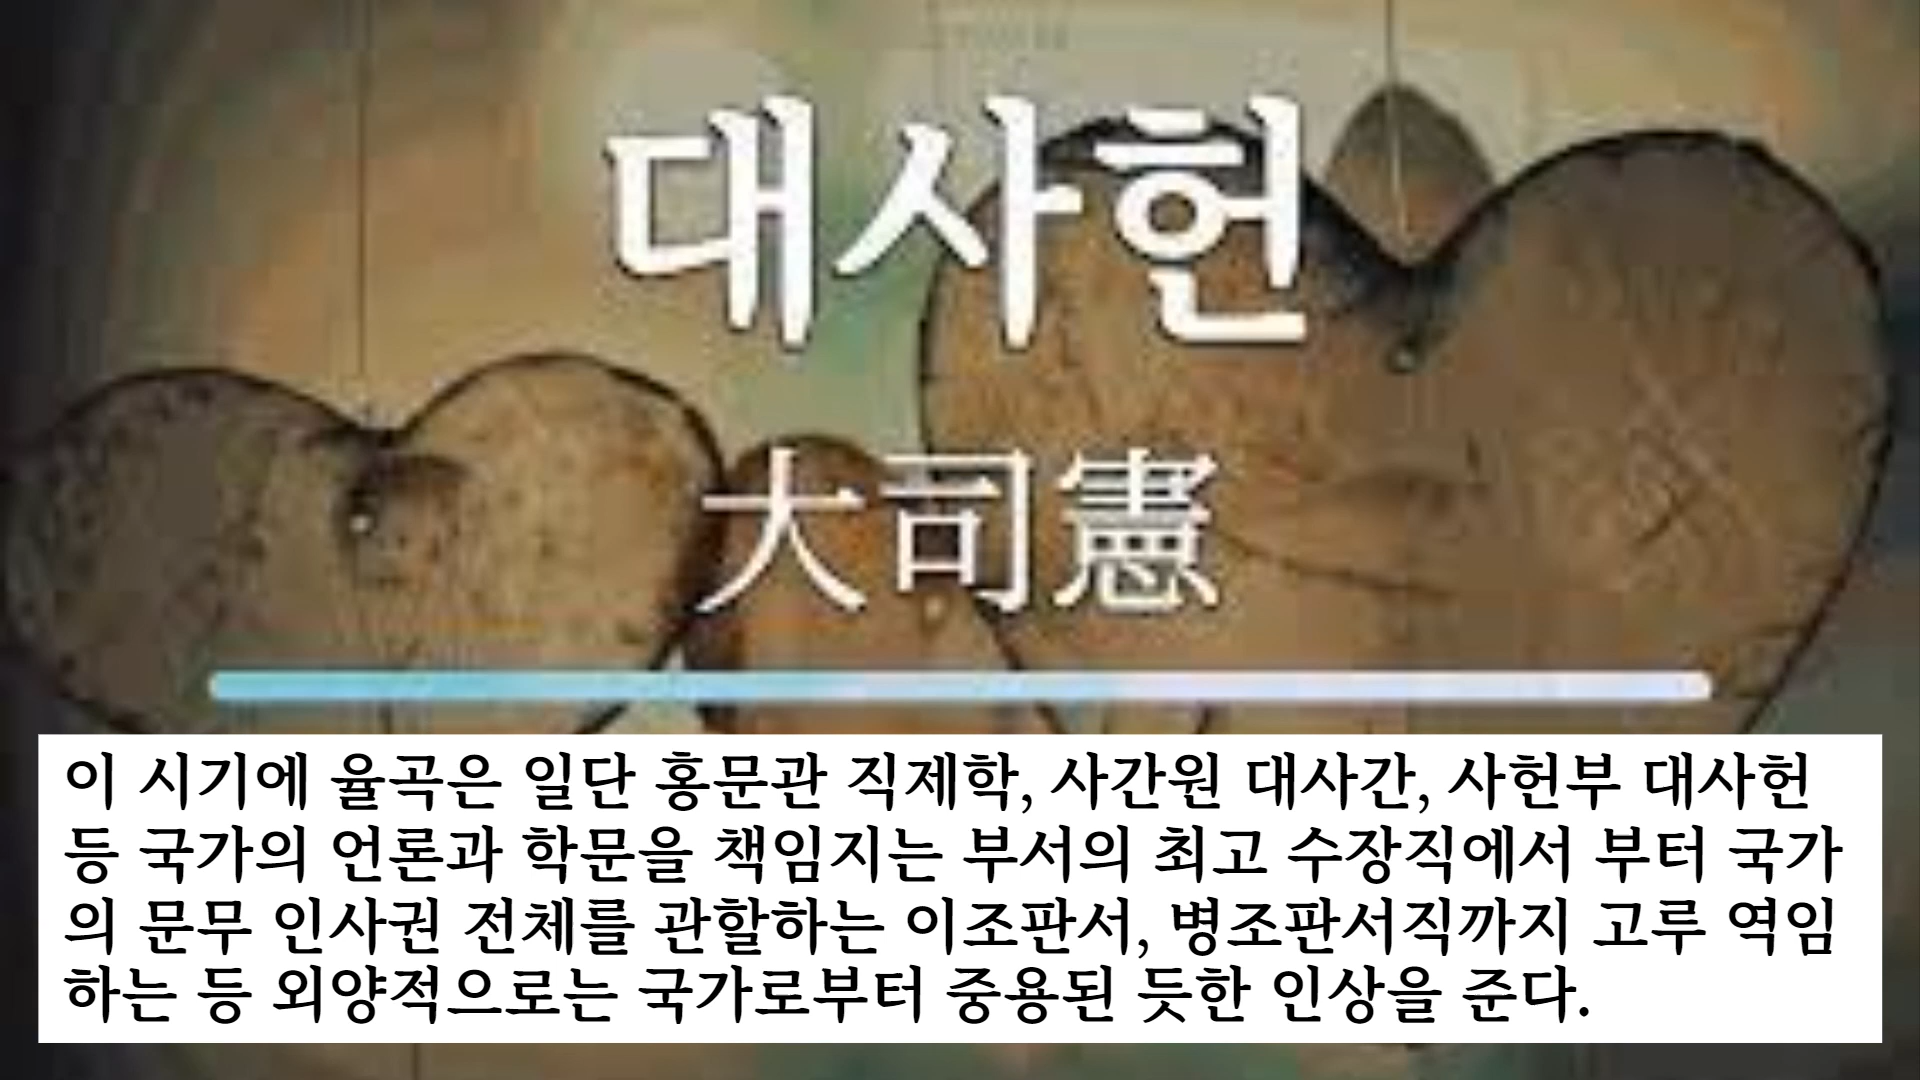 대사헌
大司憲
이 시기에 율곡은 일단 홍문관 직제학, 사간원 대사간, 사헌부 대사헌
등 국가의 언론과 학문을 책임지는 부서의 최고 수장직에서 부터 국가
의 문무 인사권 전체를 관할하는 이조판서, 병조판서직까지 고루 역임
하는 등 외양적으로는 국가로부터 중용된 듯한 인상을 준다.